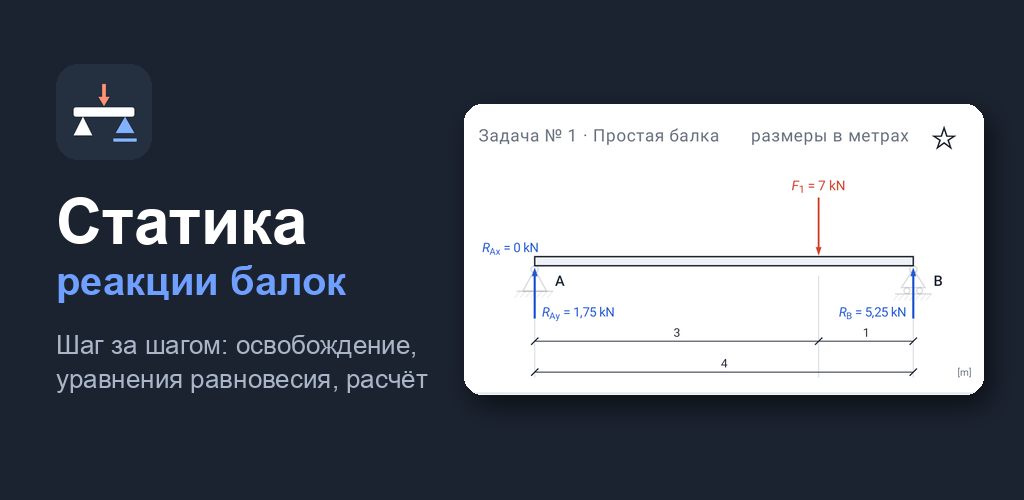 Статика
реакции балок
Шаг за шагом: освобождение,
уравнения равновесия, расчёт
Задача № 1 · Простая балка размеры в метрах
F1 = 7 kN
RAx = 0 kN
A B
RAy = 1,75 kN RB = 5,25 kN
3 1
4
[m]